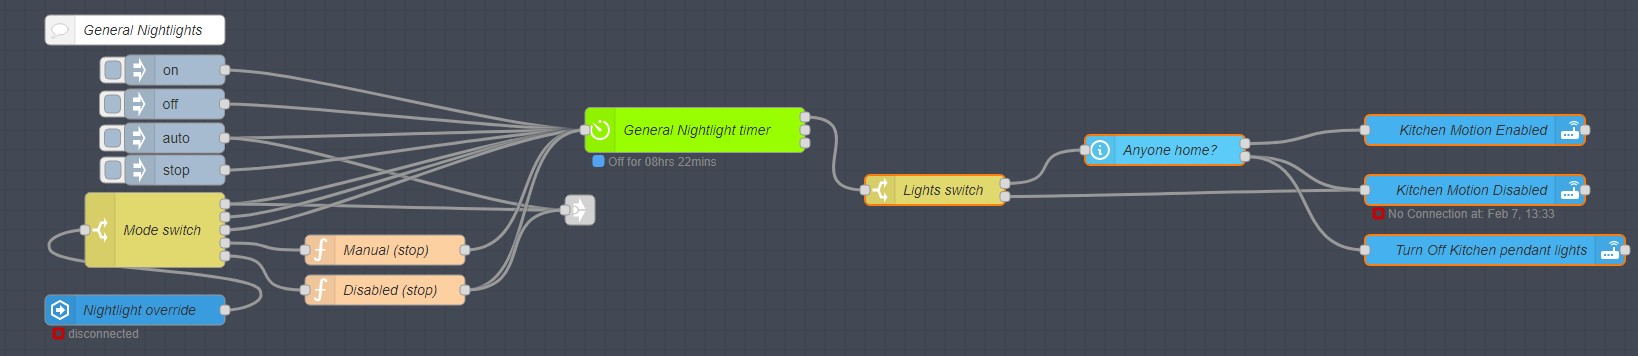 General Nightlights
on
off
auto
stop
Mode switch
Nightlight override
disconnected
Manual (stop)
Disabled (stop)
General Nightlight timer
Off for 08hrs 22mins
Lights switch
Anyone home?
Kitchen Motion Enabled
Kitchen Motion Disabled
No Connection at: Feb 7, 13:33
Turn Off Kitchen pendant lights